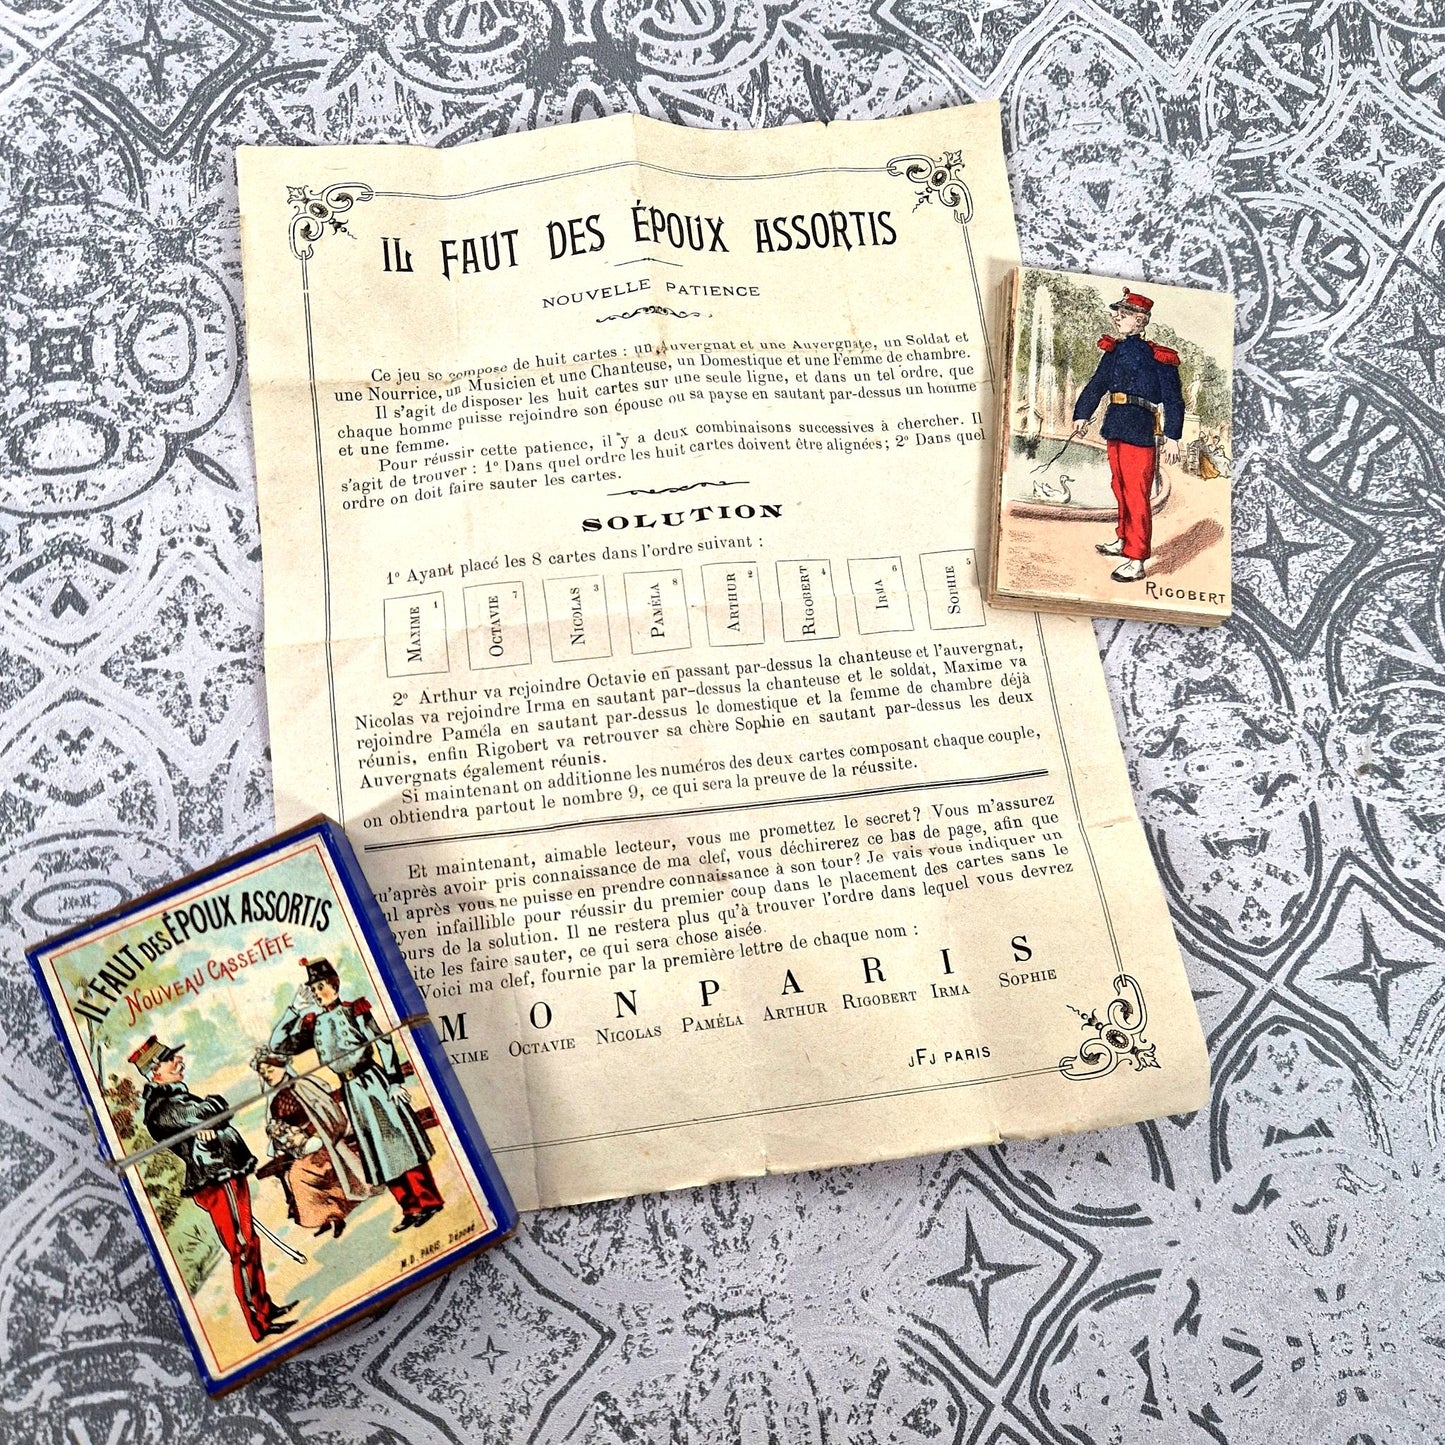 IL FAUT DES ÉPOUX ASSORTIS
NOUVELLE PATIENCE
Ce jeu se compose de huit cartes : un Auvergnat et une Auvergnate, un Soldat et
une Nourrice, un Musicien et une Chanteuse, un Domestique et une Femme de chambre.
Il s'agit de disposer les huit cartes sur une seule ligne, et dans un tel ordre, que
chaque homme puisse rejoindre son épouse ou sa payse en sautant par-dessus un homme
et une femme.
Pour réussir cette patience, il y a deux combinaisons successives à chercher. Il
s'agit de trouver : 1º Dans quel ordre les huit cartes doivent être alignées ; 2º Dans quel
ordre on doit faire sauter les cartes.
SOLUTION
1º Ayant placé les 8 cartes dans l'ordre suivant :
MAXIME 1
OCTAVIE 7
NICOLAS 3
PAMÉLA 8
ARTHUR 2
RIGOBERT 4
IRMA 6
SOPHIE 5
2º Arthur va rejoindre Octavie en passant par-dessus la chanteuse et l'auvergnat,
Nicolas va rejoindre Irma en sautant par-dessus la chanteuse et le soldat, Maxime va
rejoindre Paméla en sautant par-dessus le domestique et la femme de chambre déjà
réunis, enfin Rigobert va retrouver sa chère Sophie en sautant par-dessus les deux
Auvergnats également réunis.
Si maintenant on additionne les numéros des deux cartes composant chaque couple,
on obtiendra partout le nombre 9, ce qui sera la preuve de la réussite.
Et maintenant, aimable lecteur, vous me promettez le secret ? Vous m'assurez
qu'après avoir pris connaissance de ma clef, vous déchirerez ce bas de page, afin que
ul après vous ne puisse en prendre connaissance à son tour ? Je vais vous indiquer un
yen infaillible pour réussir du premier coup dans le placement des cartes sans le
ours de la solution. Il ne restera plus qu'à trouver l'ordre dans lequel vous devrez
ite les faire sauter, ce qui sera chose aisée.
Voici ma clef, fournie par la première lettre de chaque nom :
M O N P A R I S
XIME OCTAVIE NICOLAS PAMÉLA ARTHUR RIGOBERT IRMA SOPHIE
JFJ PARIS
RIGOBERT
IL FAUT DES ÉPOUX ASSORTIS
NOUVEAU CASSE-TÊTE
M.D. PARIS. Déposé